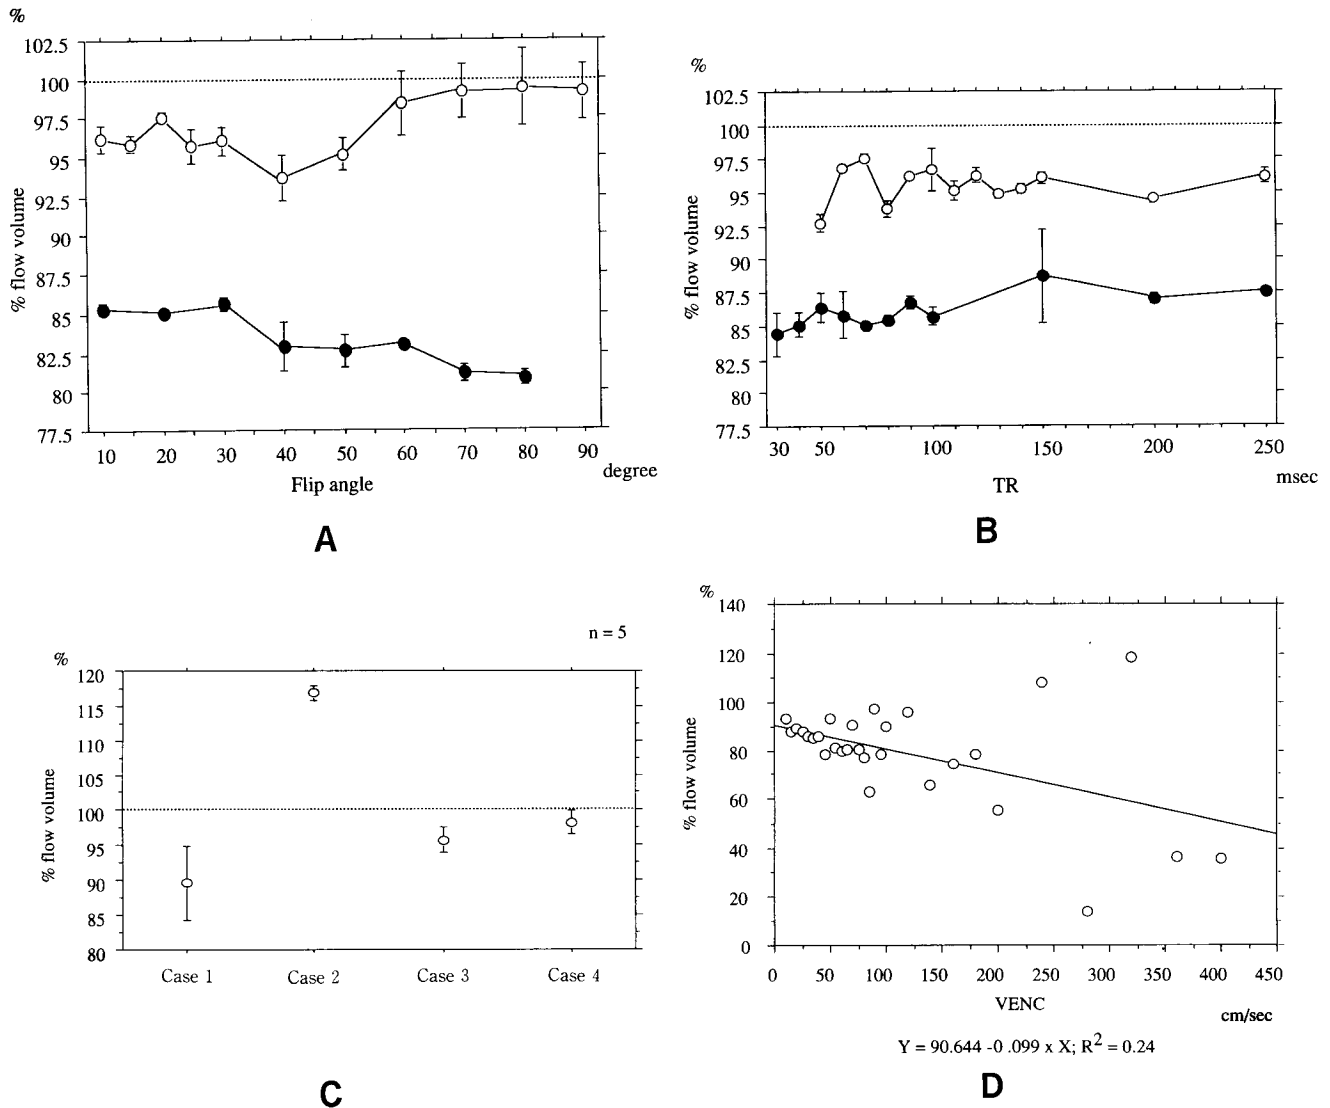 %
102.5
100
97.5
95
92.5
90
87.5
85
82.5
80
77.5
% flow volume
10 20 30 40 50 60 70 80 90
degree
Flip angle
A
%
102.5
100
97.5
95
92.5
90
87.5
85
82.5
80
77.5
% flow volume
30 50 100 150 200 250
msec
TR
B
n = 5
%
120
115
110
105
100
95
90
85
80
% flow volume
Case 1 Case 2 Case 3 Case 4
C
%
140
120
100
80
60
40
20
0
% flow volume
0 50 100 150 200 250 300 350 400 450
VENC
cm/sec
Y = 90.644 -0 .099 x X; R² = 0.24
D